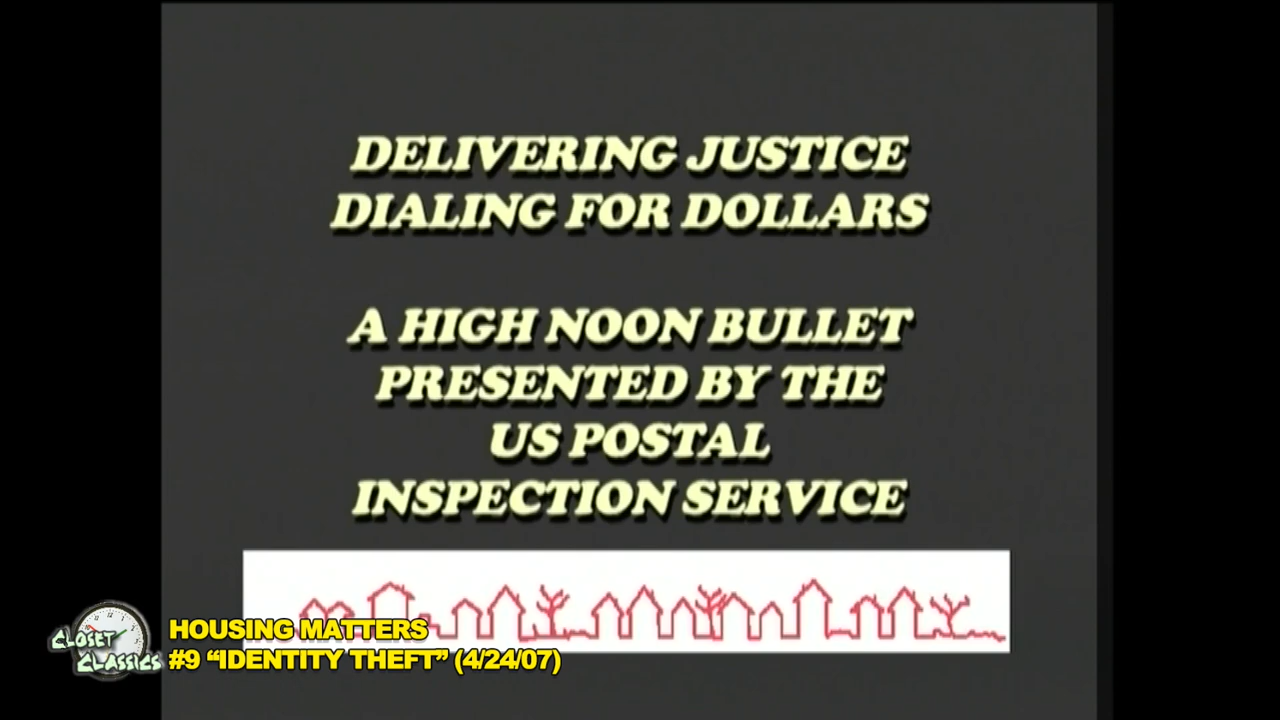 DELIVERING JUSTICE
DIALING FOR DOLLARS
A HIGH NOON BULLET
PRESENTED BY THE
US POSTAL
INSPECTION SERVICE
CLOSET
CLASSICS
HOUSING MATTERS
#9 “IDENTITY THEFT” (4/24/07)